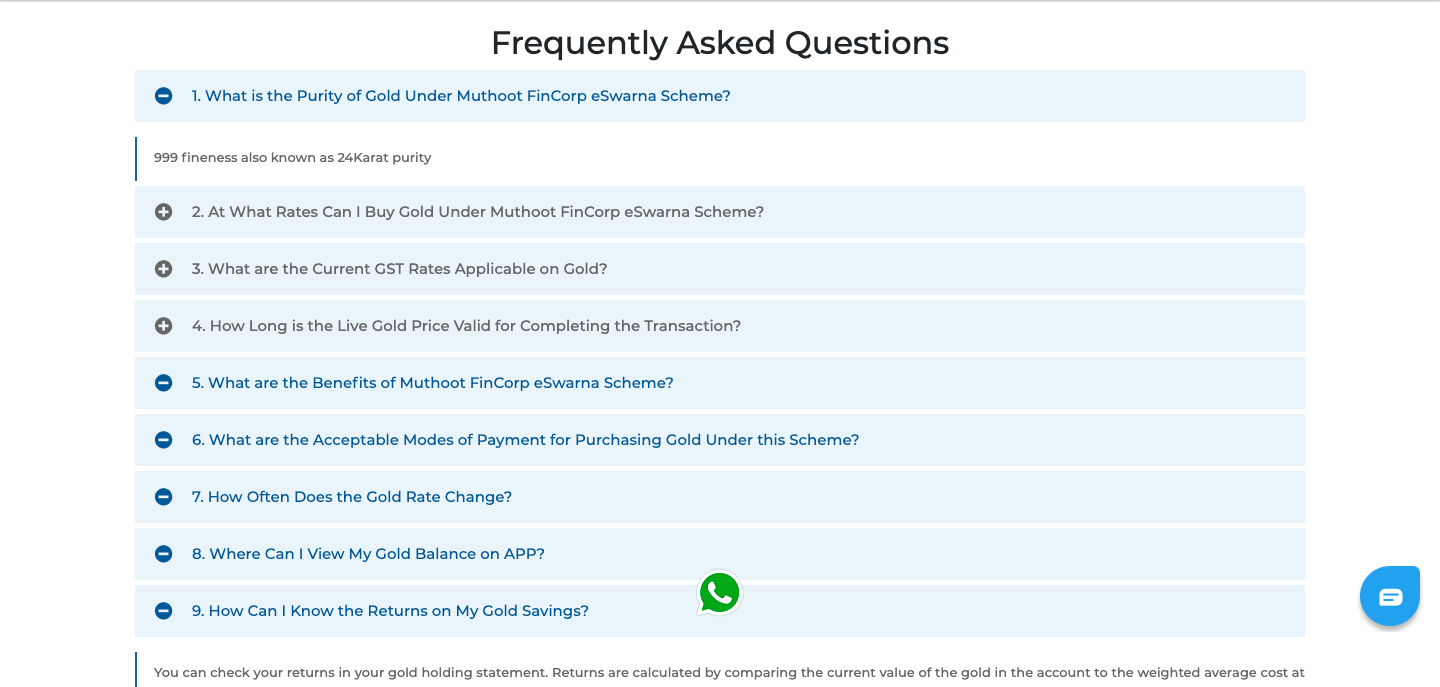 Frequently Asked Questions
1. What is the Purity of Gold Under Muthoot FinCorp eSwarna Scheme?
999 fineness also known as 24Karat purity
2. At What Rates Can I Buy Gold Under Muthoot FinCorp eSwarna Scheme?
3. What are the Current GST Rates Applicable on Gold?
4. How Long is the Live Gold Price Valid for Completing the Transaction?
5. What are the Benefits of Muthoot FinCorp eSwarna Scheme?
6. What are the Acceptable Modes of Payment for Purchasing Gold Under this Scheme?
7. How Often Does the Gold Rate Change?
8. Where Can I View My Gold Balance on APP?
9. How Can I Know the Returns on My Gold Savings?
You can check your returns in your gold holding statement. Returns are calculated by comparing the current value of the gold in the account to the weighted average cost at